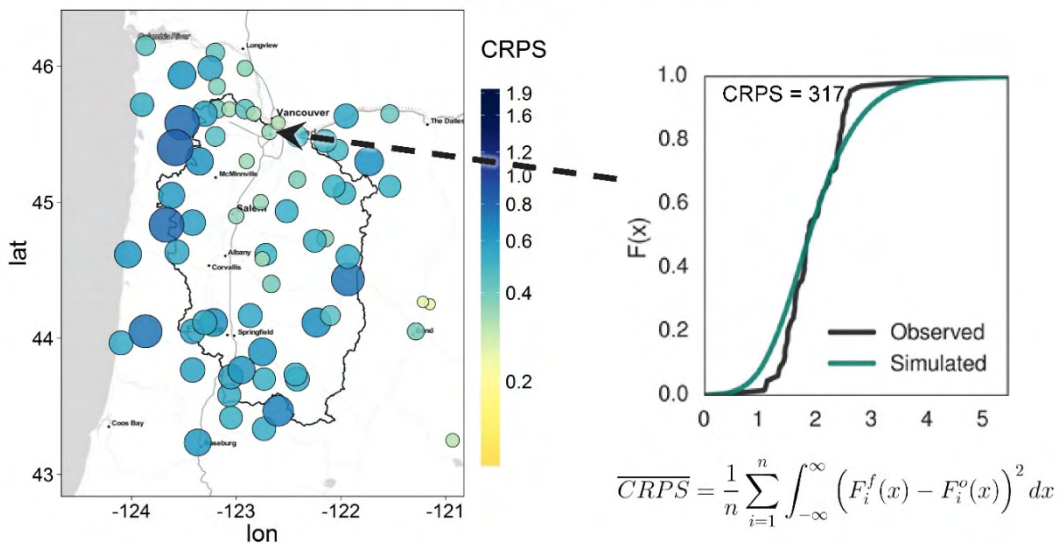 CRPS
Columbia River
Longview
46
Vancouver
The Dalles
McMinnville
45
Salem
Albany
Corvallis
lat
44
Springfield
Coos Bay
43
-124
-123
-122
-121
lon
1.9
1.6
1.2
1.0
0.8
0.6
0.4
0.2
CRPS = 317
1.0
0.8
0.6
0.4
0.2
0.0
F(x)
Observed
Simulated
0 1 2 3 4 5
\overline{CRPS} = \frac{1}{n} \sum_{i=1}^{n} \int_{-\infty}^{\infty} \left( F_i^f(x) - F_i^o(x) \right)^2 dx